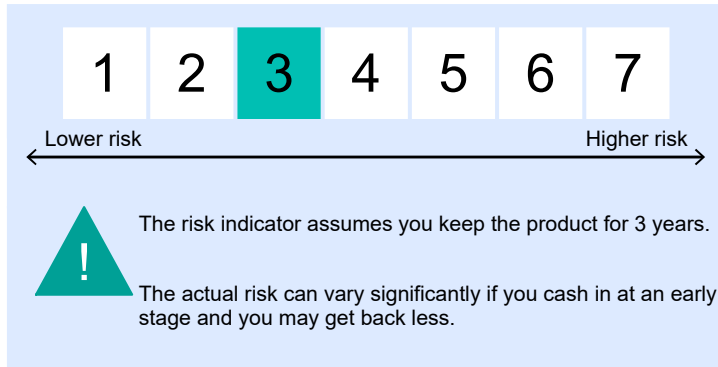 1 2 3 4 5 6 7
Lower risk Higher risk
The risk indicator assumes you keep the product for 3 years.
!
The actual risk can vary significantly if you cash in at an early
stage and you may get back less.